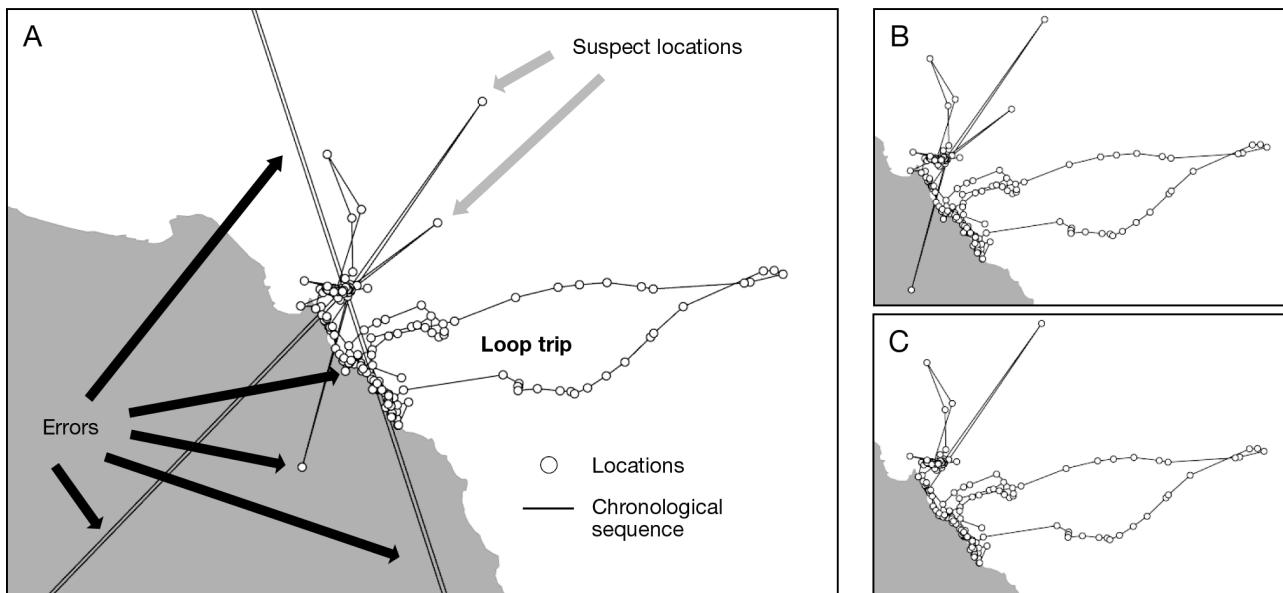 A
Suspect locations
Loop trip
Errors
Locations
Chronological
sequence
B
C